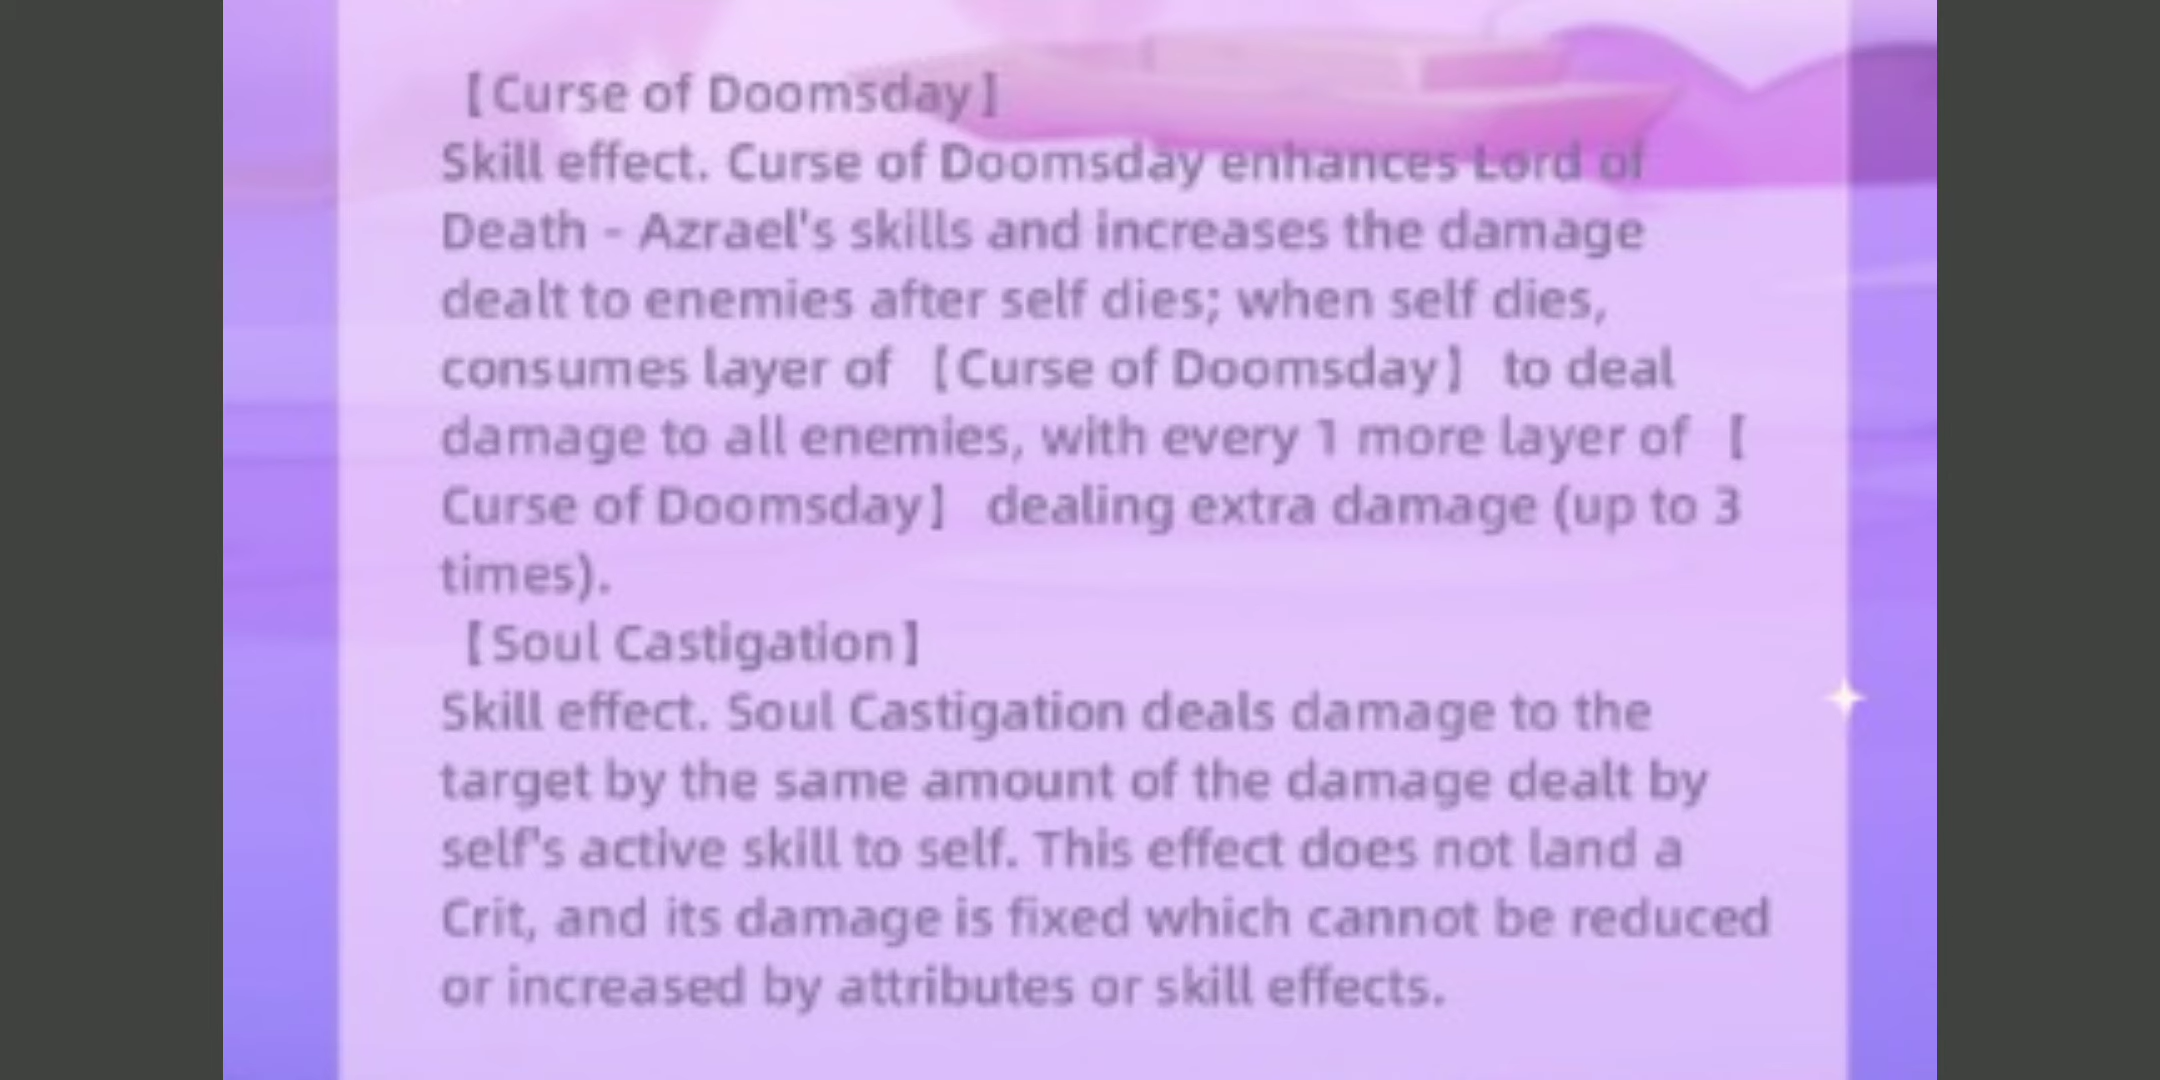 【Curse of Doomsday】
Skill effect. Curse of Doomsday enhances Lord of
Death - Azrael's skills and increases the damage
dealt to enemies after self dies; when self dies,
consumes layer of 【Curse of Doomsday】 to deal
damage to all enemies, with every 1 more layer of 【
Curse of Doomsday】 dealing extra damage (up to 3
times).
【Soul Castigation】
Skill effect. Soul Castigation deals damage to the
target by the same amount of the damage dealt by
self's active skill to self. This effect does not land a
Crit, and its damage is fixed which cannot be reduced
or increased by attributes or skill effects.